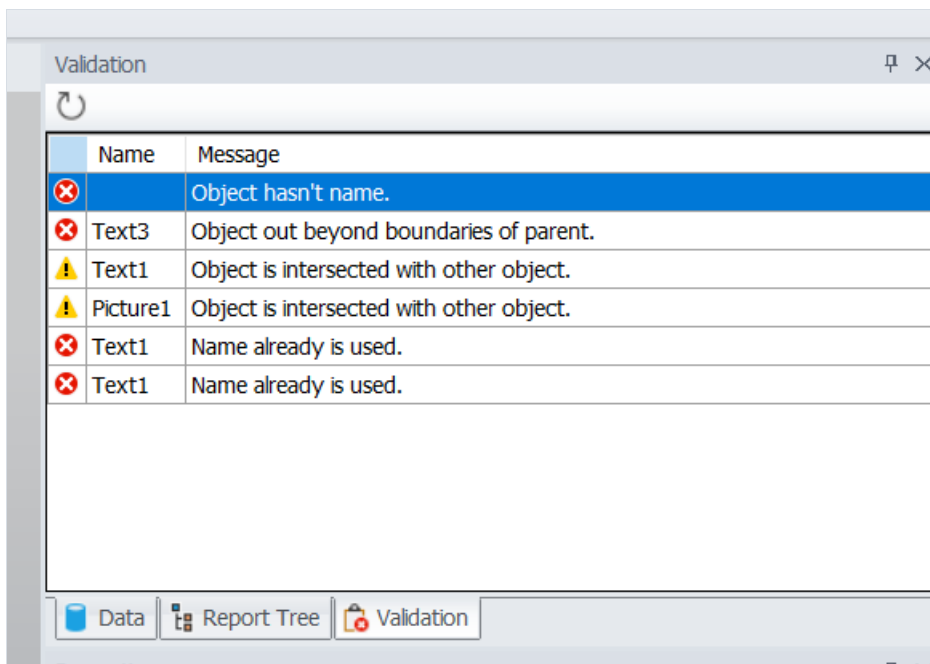 Validation
Name Message
Object hasn't name.
Text3 Object out beyond boundaries of parent.
Text1 Object is intersected with other object.
Picture1 Object is intersected with other object.
Text1 Name already is used.
Text1 Name already is used.
Data Report Tree Validation